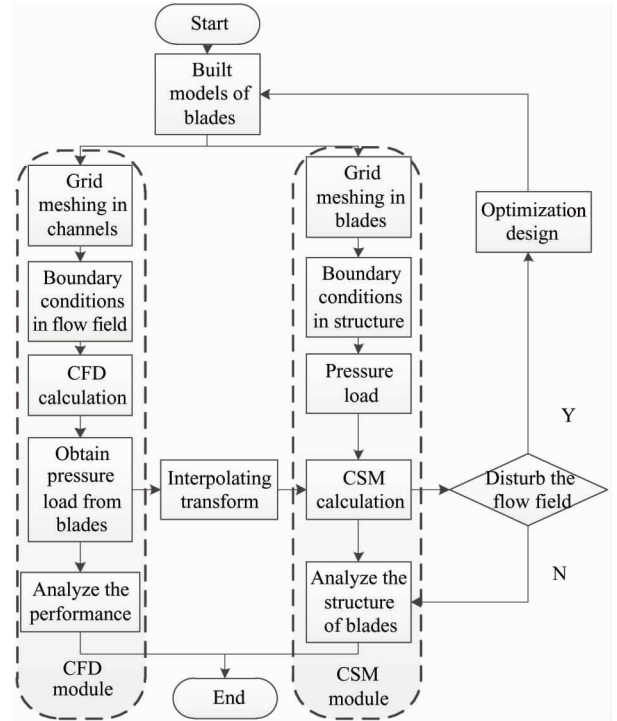 Start
Built
models of
blades
Grid
meshing in
channels
Boundary
conditions
in flow field
CFD
calculation
Obtain
pressure
load from
blades
Analyze the
performance
CFD
module
Interpolating
transform
Grid
meshing in
blades
Boundary
conditions
in structure
Pressure
load
CSM
calculation
Analyze the
structure
of blades
CSM
module
Optimization
design
Y
Disturb the
flow field
N
End